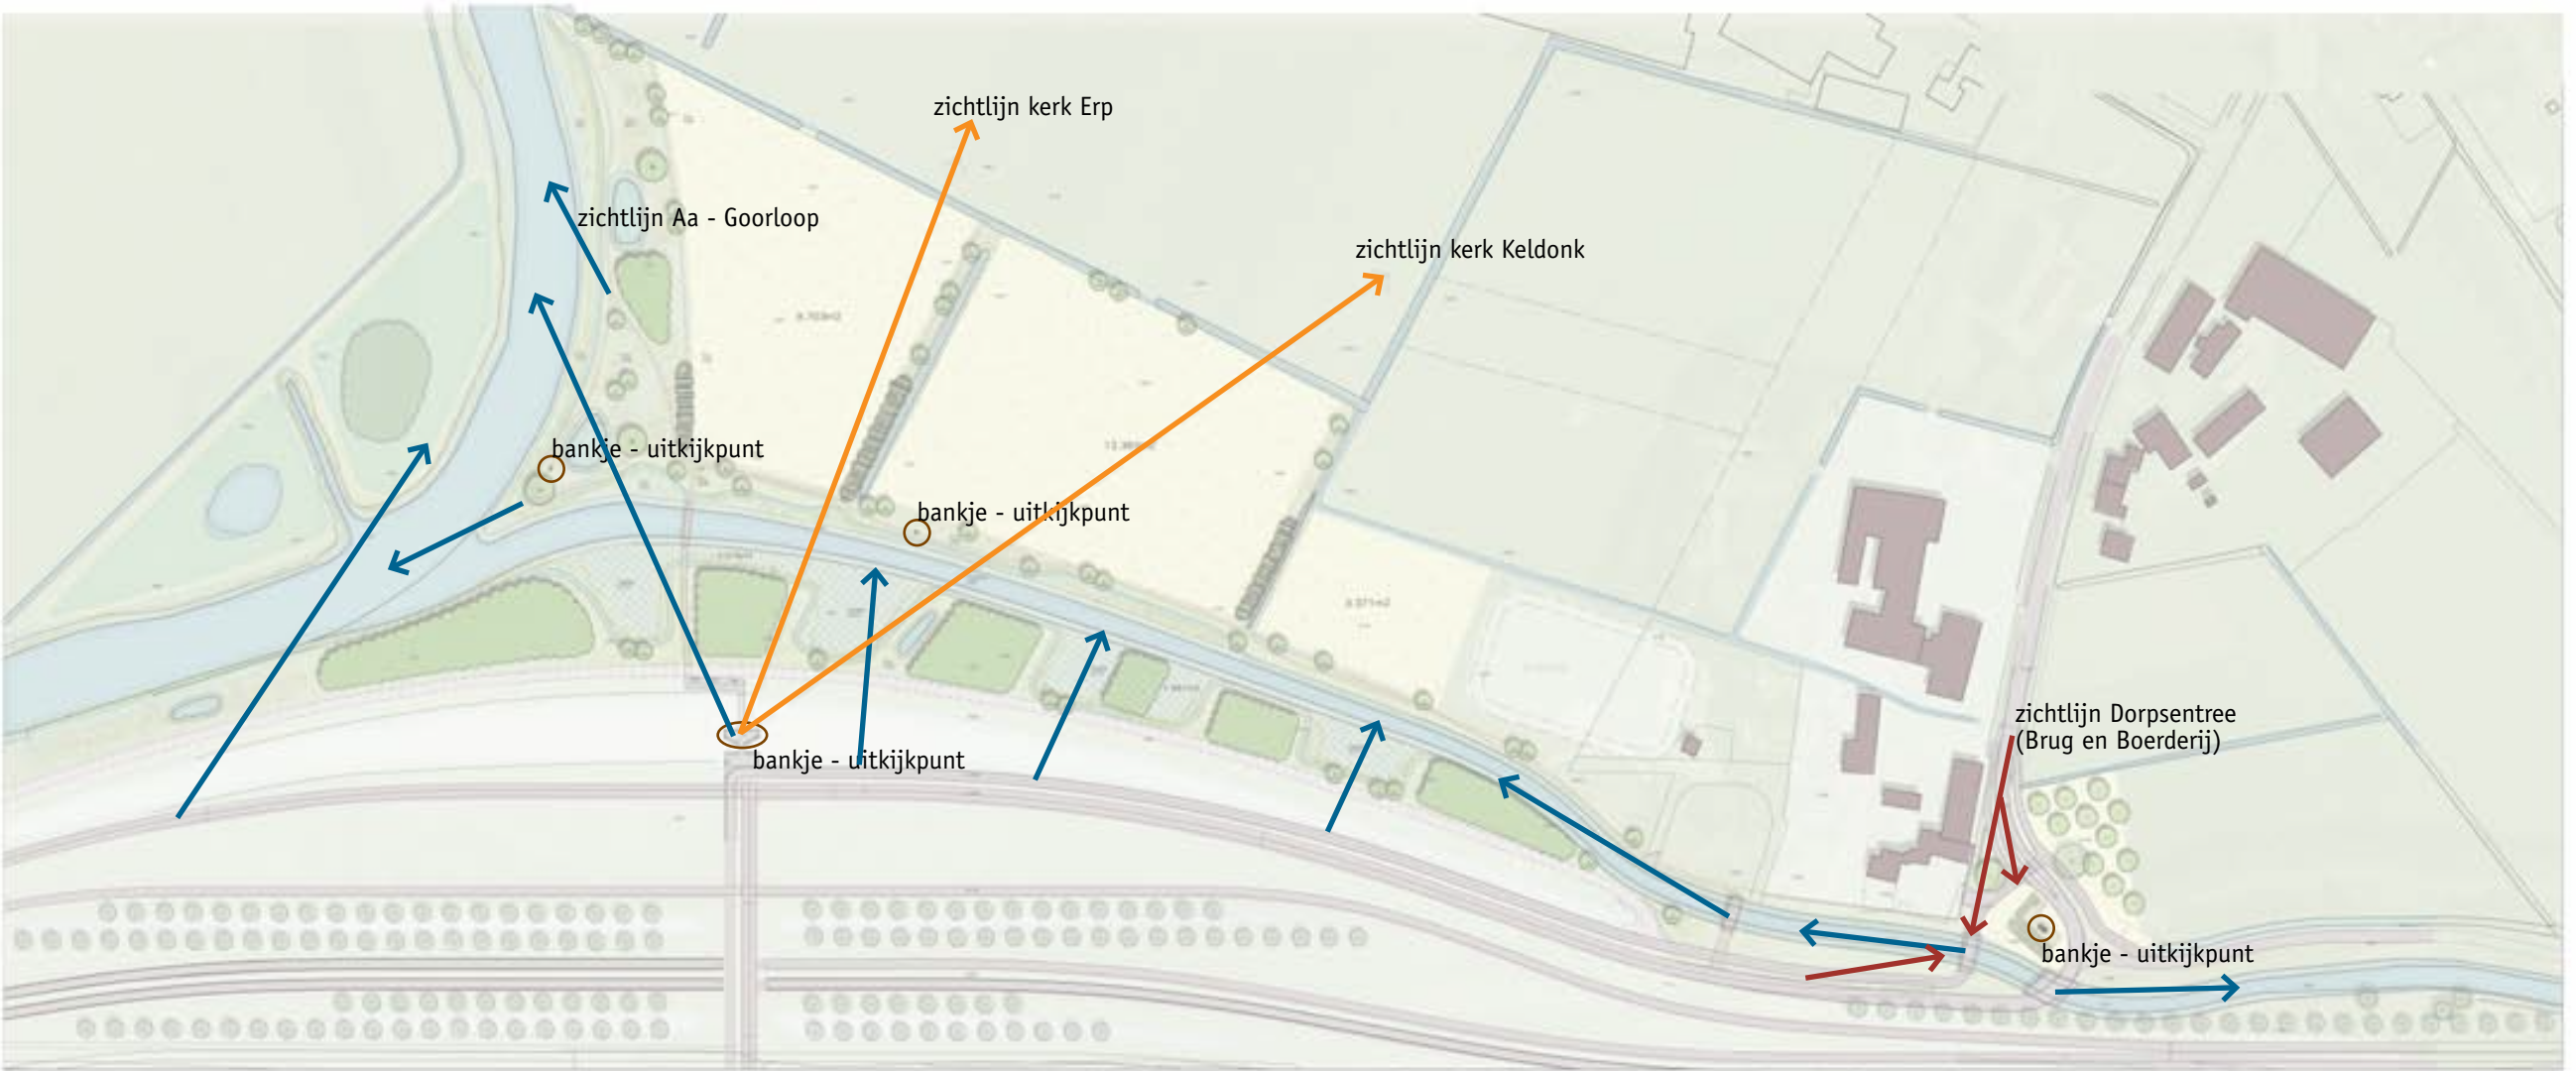 zichtlijn kerk Erp
zichtlijn Aa - Goorloop
zichtlijn kerk Keldonk
bankje - uitkijkpunt
bankje - uitkijkpunt
zichtlijn Dorpsentree
(Brug en Boerderij)
bankje - uitkijkpunt
bankje - uitkijkpunt